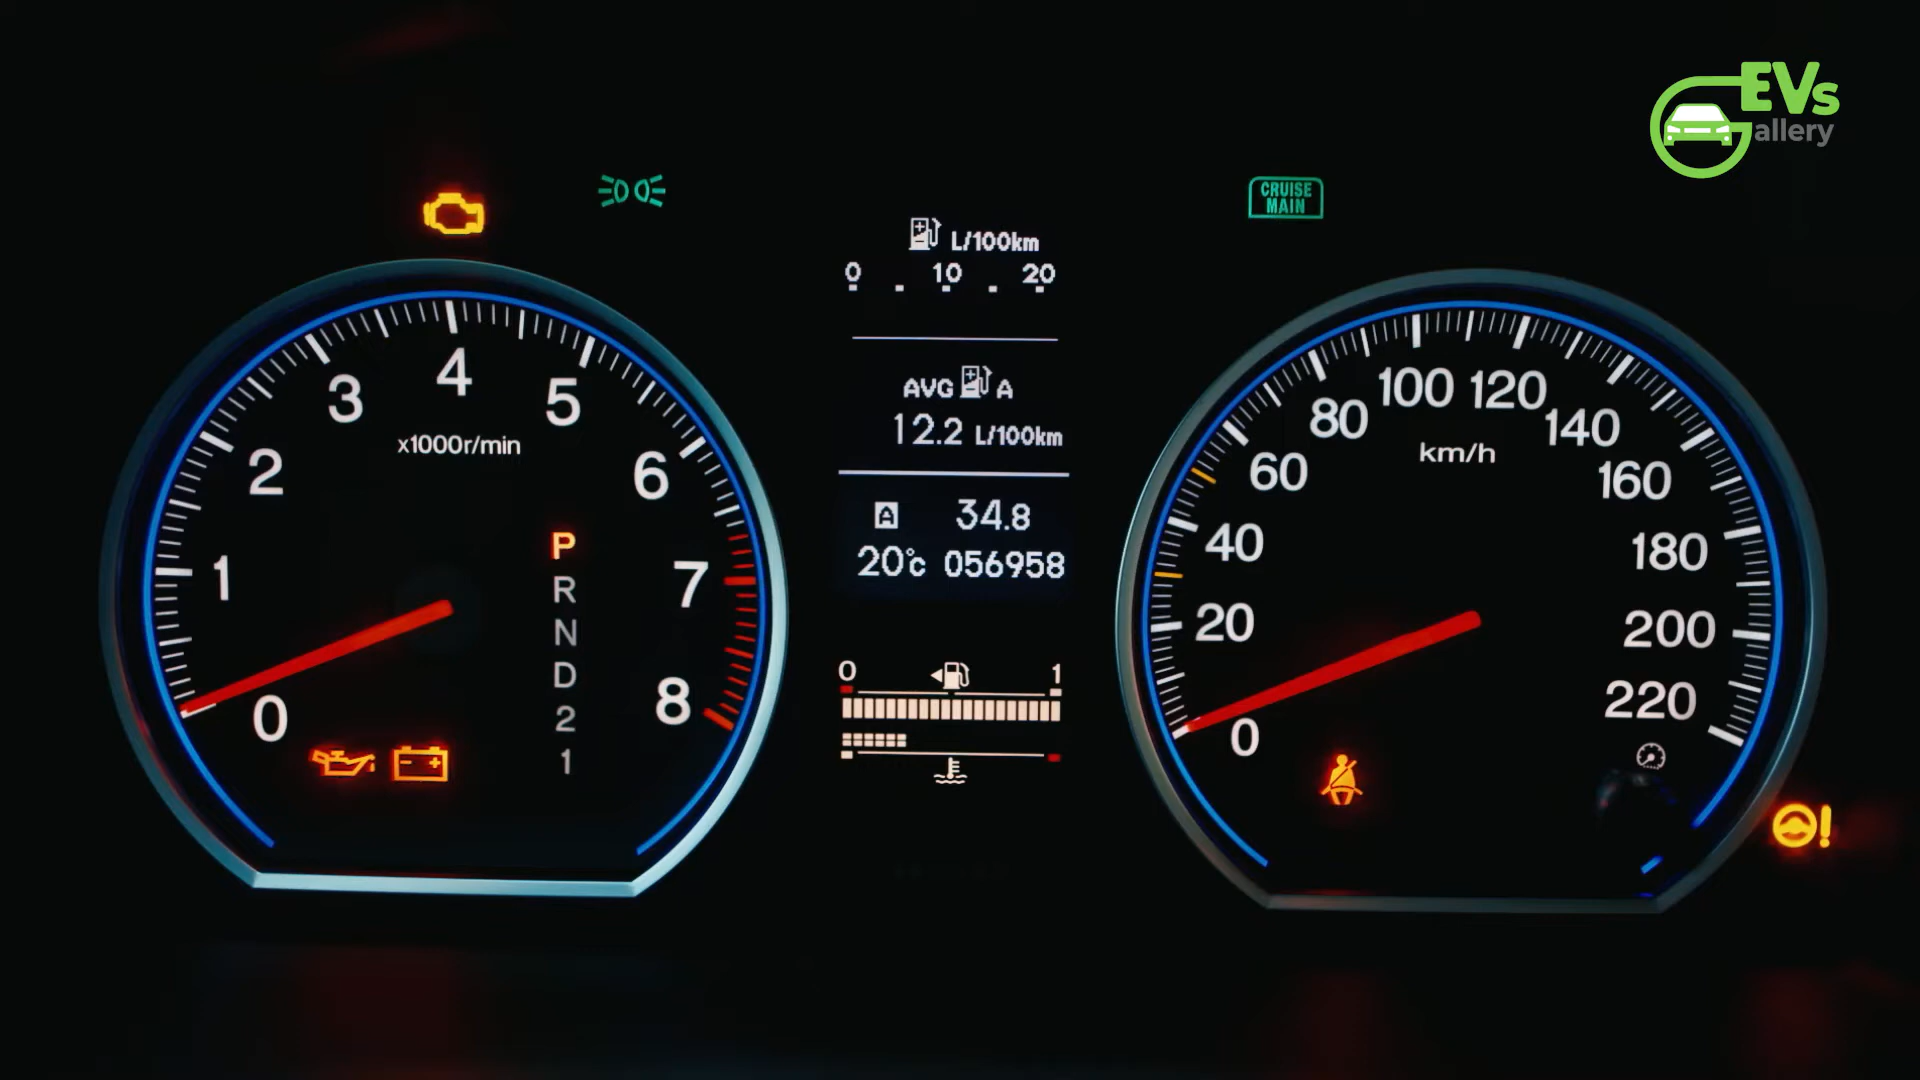 EVs
Gallery
CRUISE
MAIN
L/100km
0 . 10 . 20
AVG A
12.2 L/100km
A 34.8
20°C 056958
0 1
0 1 2 3 4 5 6 7 8
x1000r/min
P
R
N
D
2
1
0 20 40 60 80 100 120 140 160 180 200 220
km/h